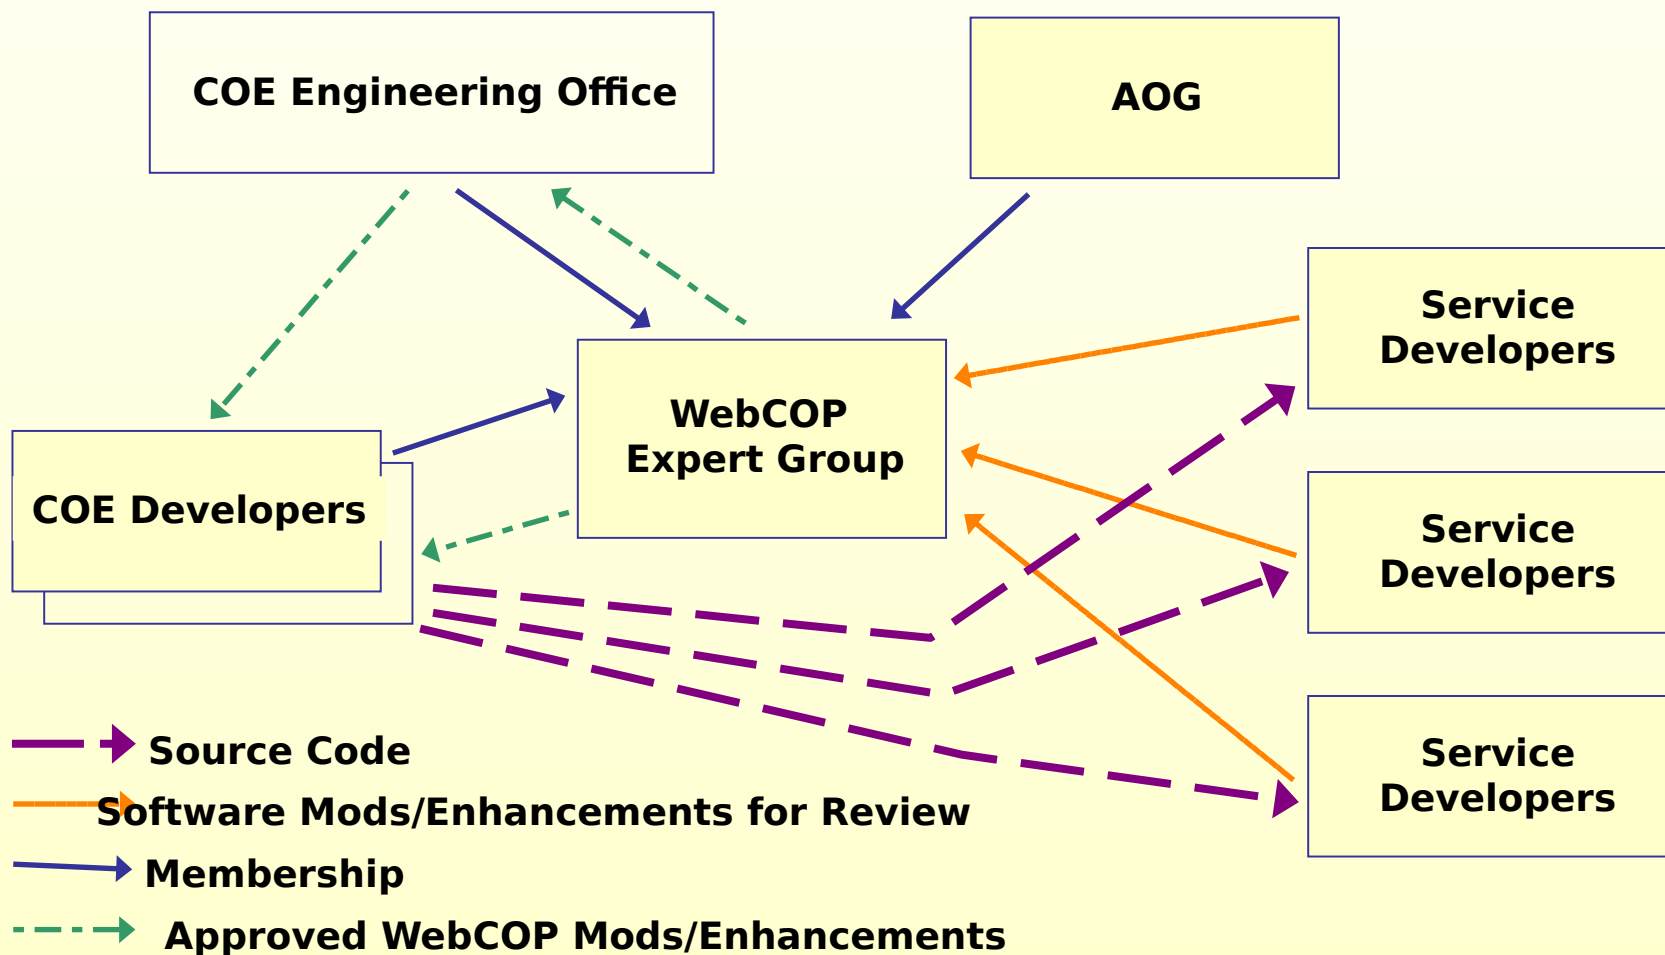 COE Engineering Office
AOG
Service
Developers
WebCOP
Expert Group
COE Developers
Service
Developers
Service
Developers
Source Code
Software Mods/Enhancements for Review
Membership
Approved WebCOP Mods/Enhancements